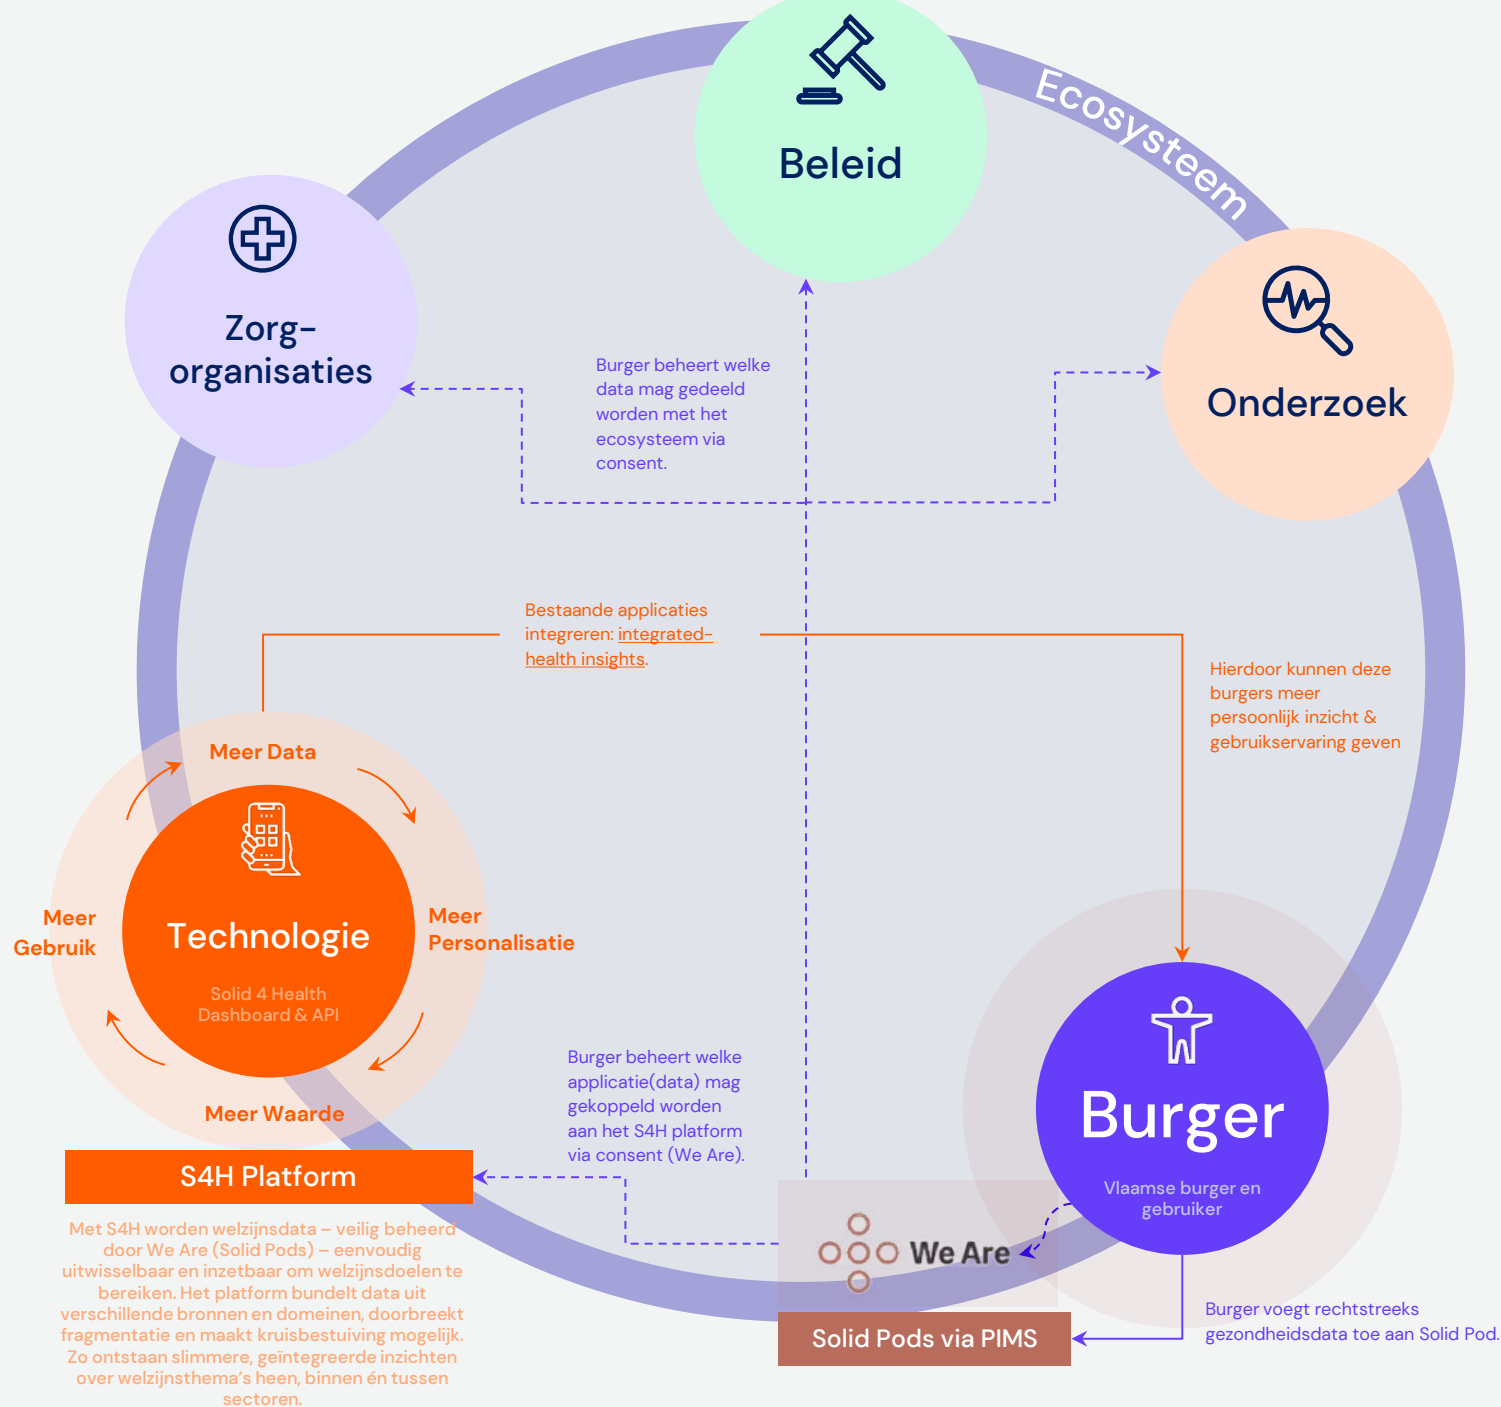 Ecosysteem
Beleid
Zorg-
organisaties
Onderzoek
Burger beheert welke
data mag gedeeld
worden met het
ecosysteem via
consent.
Bestaande applicaties
integreren: integrated-
health insights.
Hierdoor kunnen deze
burgers meer
persoonlijk inzicht &
gebruikservaring geven
Meer Data
Meer
Gebruik
Technologie
Solid 4 Health
Dashboard & API
Meer
Personalisatie
Meer Waarde
Burger
Vlaamse burger en
gebruiker
Burger beheert welke
applicatie(data) mag
gekoppeld worden
aan het S4H platform
via consent (We Are).
S4H Platform
Met S4H worden welzijnsdata – veilig beheerd
door We Are (Solid Pods) – eenvoudig
uitwisselbaar en inzetbaar om welzijnsdoelen te
bereiken. Het platform bundelt data uit
verschillende bronnen en domeinen, doorbreekt
fragmentatie en maakt kruisbestuiving mogelijk.
Zo ontstaan slimmere, geïntegreerde inzichten
over welzijnsthema's heen, binnen én tussen
sectoren.
We Are
Solid Pods via PIMS
Burger voegt rechtstreeks
gezondheidsdata toe aan Solid Pod.